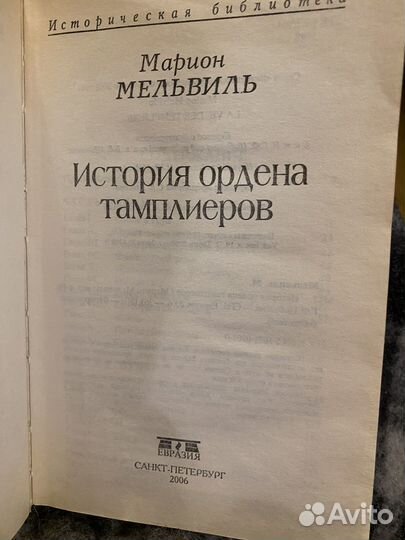 Историческая библиотека
Марион
МЕЛЬВИЛЬ
История ордена
тамплиеров
ЕВРАЗИЯ
САНКТ-ПЕТЕРБУРГ
2006
Avito